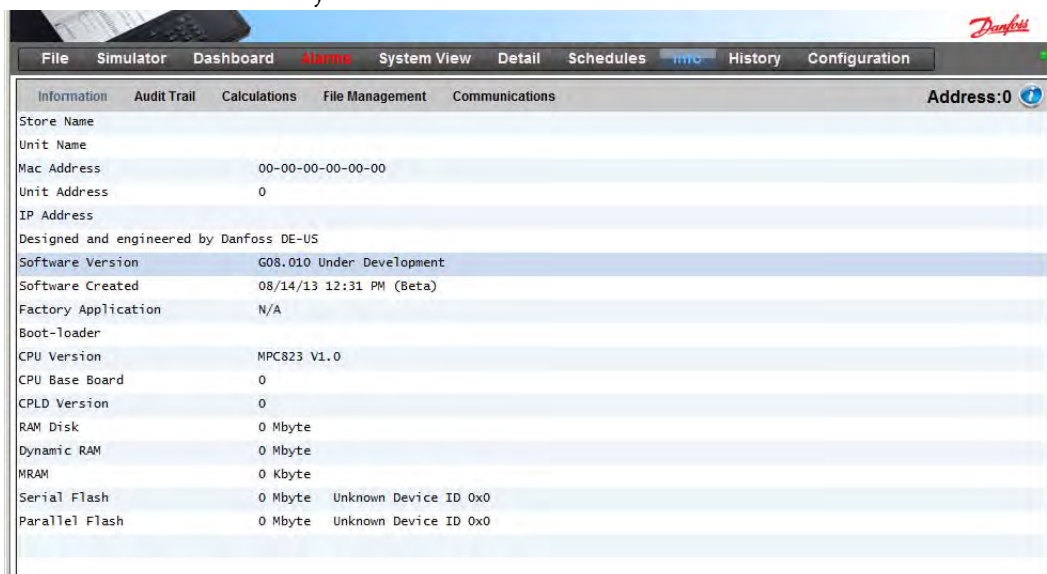 Danfoss
File Simulator Dashboard Alarms System View Detail Schedules Info History Configuration
Information Audit Trail Calculations File Management Communications Address:0
Store Name
Unit Name
Mac Address 00-00-00-00-00-00
Unit Address 0
IP Address
Designed and engineered by Danfoss DE-US
Software Version G08.010 Under Development
Software Created 08/14/13 12:31 PM (Beta)
Factory Application N/A
Boot-loader
CPU Version MPC823 V1.0
CPU Base Board 0
CPLD Version 0
RAM Disk 0 Mbyte
Dynamic RAM 0 Mbyte
MRAM 0 Kbyte
Serial Flash 0 Mbyte Unknown Device ID 0x0
Parallel Flash 0 Mbyte Unknown Device ID 0x0